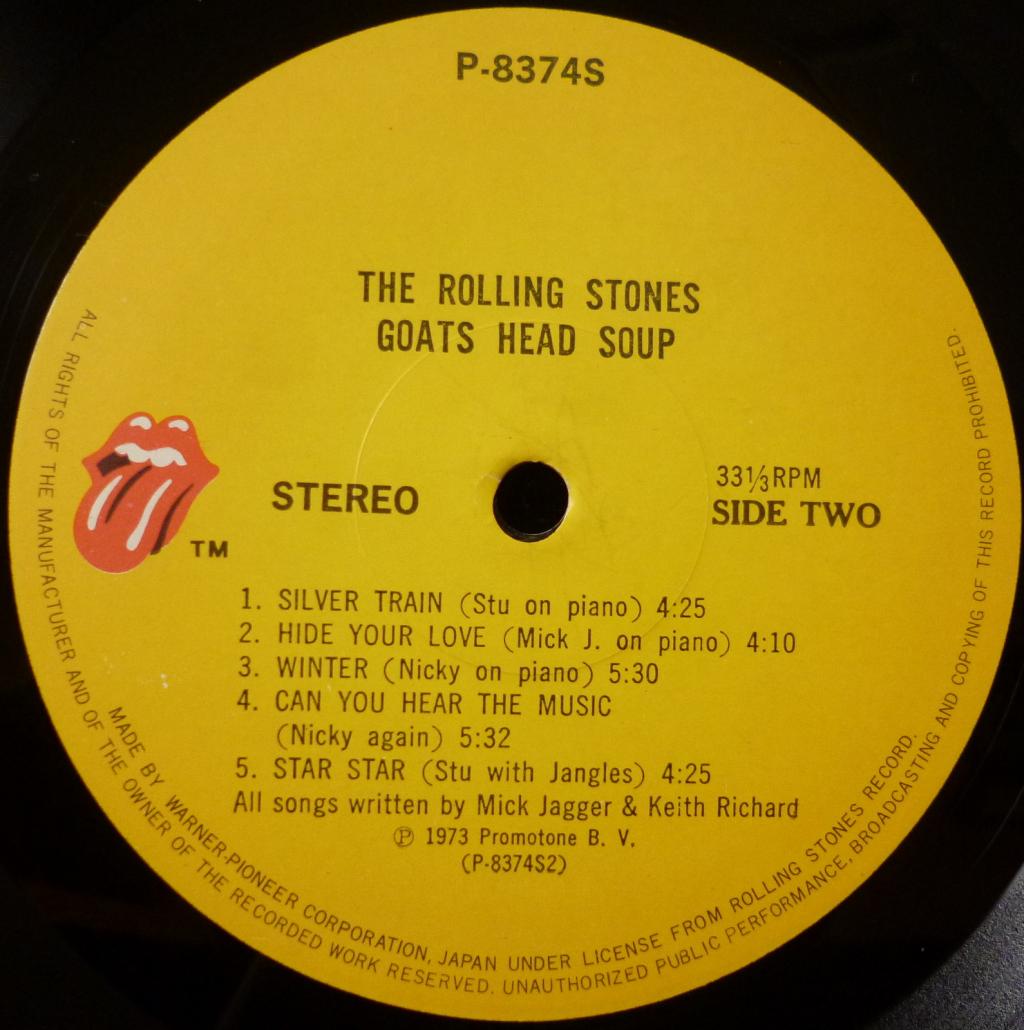 P-8374S
THE ROLLING STONES
GOATS HEAD SOUP
STEREO
33⅓RPM
SIDE TWO
TM
1. SILVER TRAIN (Stu on piano) 4:25
2. HIDE YOUR LOVE (Mick J. on piano) 4:10
3. WINTER (Nicky on piano) 5:30
4. CAN YOU HEAR THE MUSIC
(Nicky again) 5:32
5. STAR STAR (Stu with Jangles) 4:25
All songs written by Mick Jagger & Keith Richard
℗ 1973 Promotone B. V.
(P-8374S2)
MADE BY WARNER-PIONEER CORPORATION, JAPAN UNDER LICENSE FROM ROLLING STONES RECORD.
ALL RIGHTS OF THE MANUFACTURER AND OF THE OWNER OF THE RECORDED WORK RESERVED. UNAUTHORIZED PUBLIC PERFORMANCE, BROADCASTING AND COPYING OF THIS RECORD PROHIBITED.